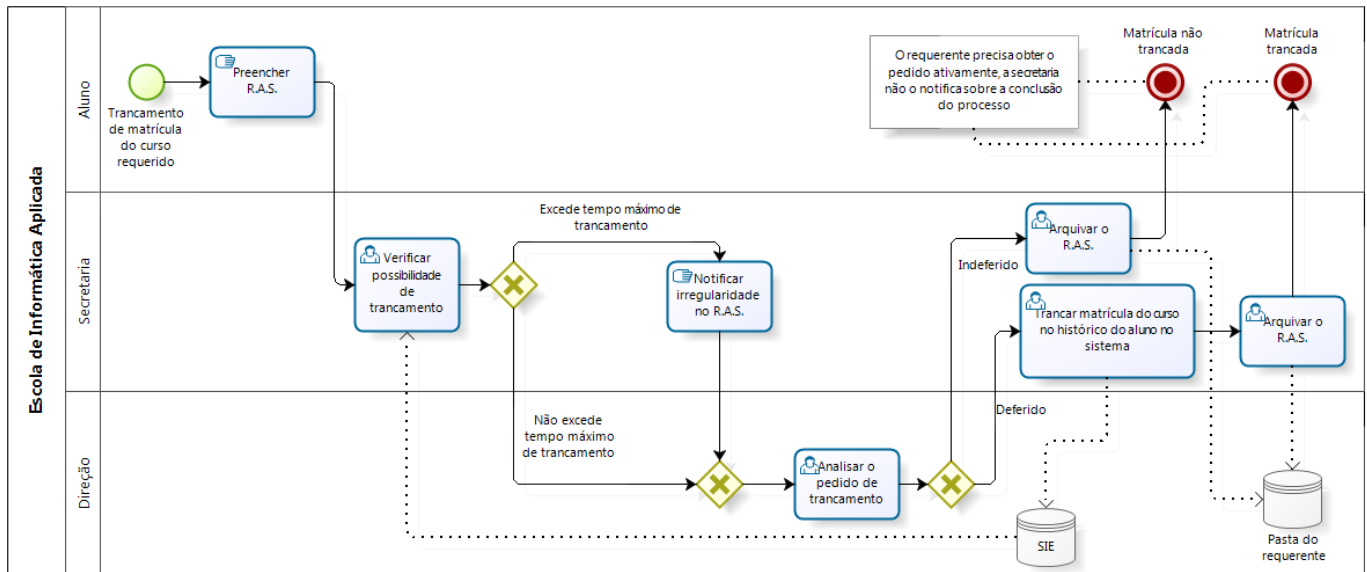 Escola de Informática Aplicada
Aluno
Trancamento
de matrícula
do curso
requerido
Preencher
R.A.S.
O requerente precisa obter o
pedido ativamente, a secretaria
não o notifica sobre a conclusão
do processo
Matrícula não
trancada
Matrícula
trancada
Secretaria
Verificar
possibilidade
de
trancamento
Excede tempo máximo de
trancamento
Notificar
irregularidade
no R.A.S.
Indeferido
Arquivar o
R.A.S.
Trancar matrícula do curso
no histórico do aluno no
sistema
Arquivar o
R.A.S.
Direção
Não excede
tempo máximo
de trancamento
Analisar o
pedido de
trancamento
Deferido
SIE
Pasta do
requerente